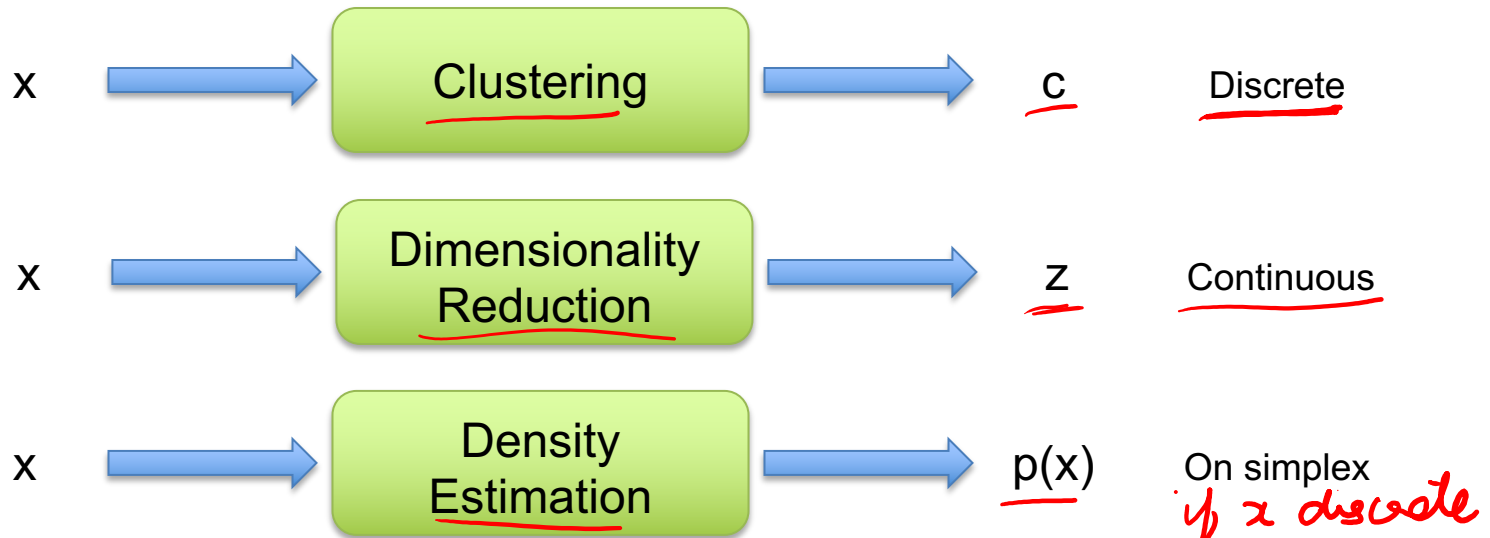 x Clustering c Discrete
x Dimensionality
Reduction z Continuous
x Density
Estimation p(x) On simplex
if x discrete